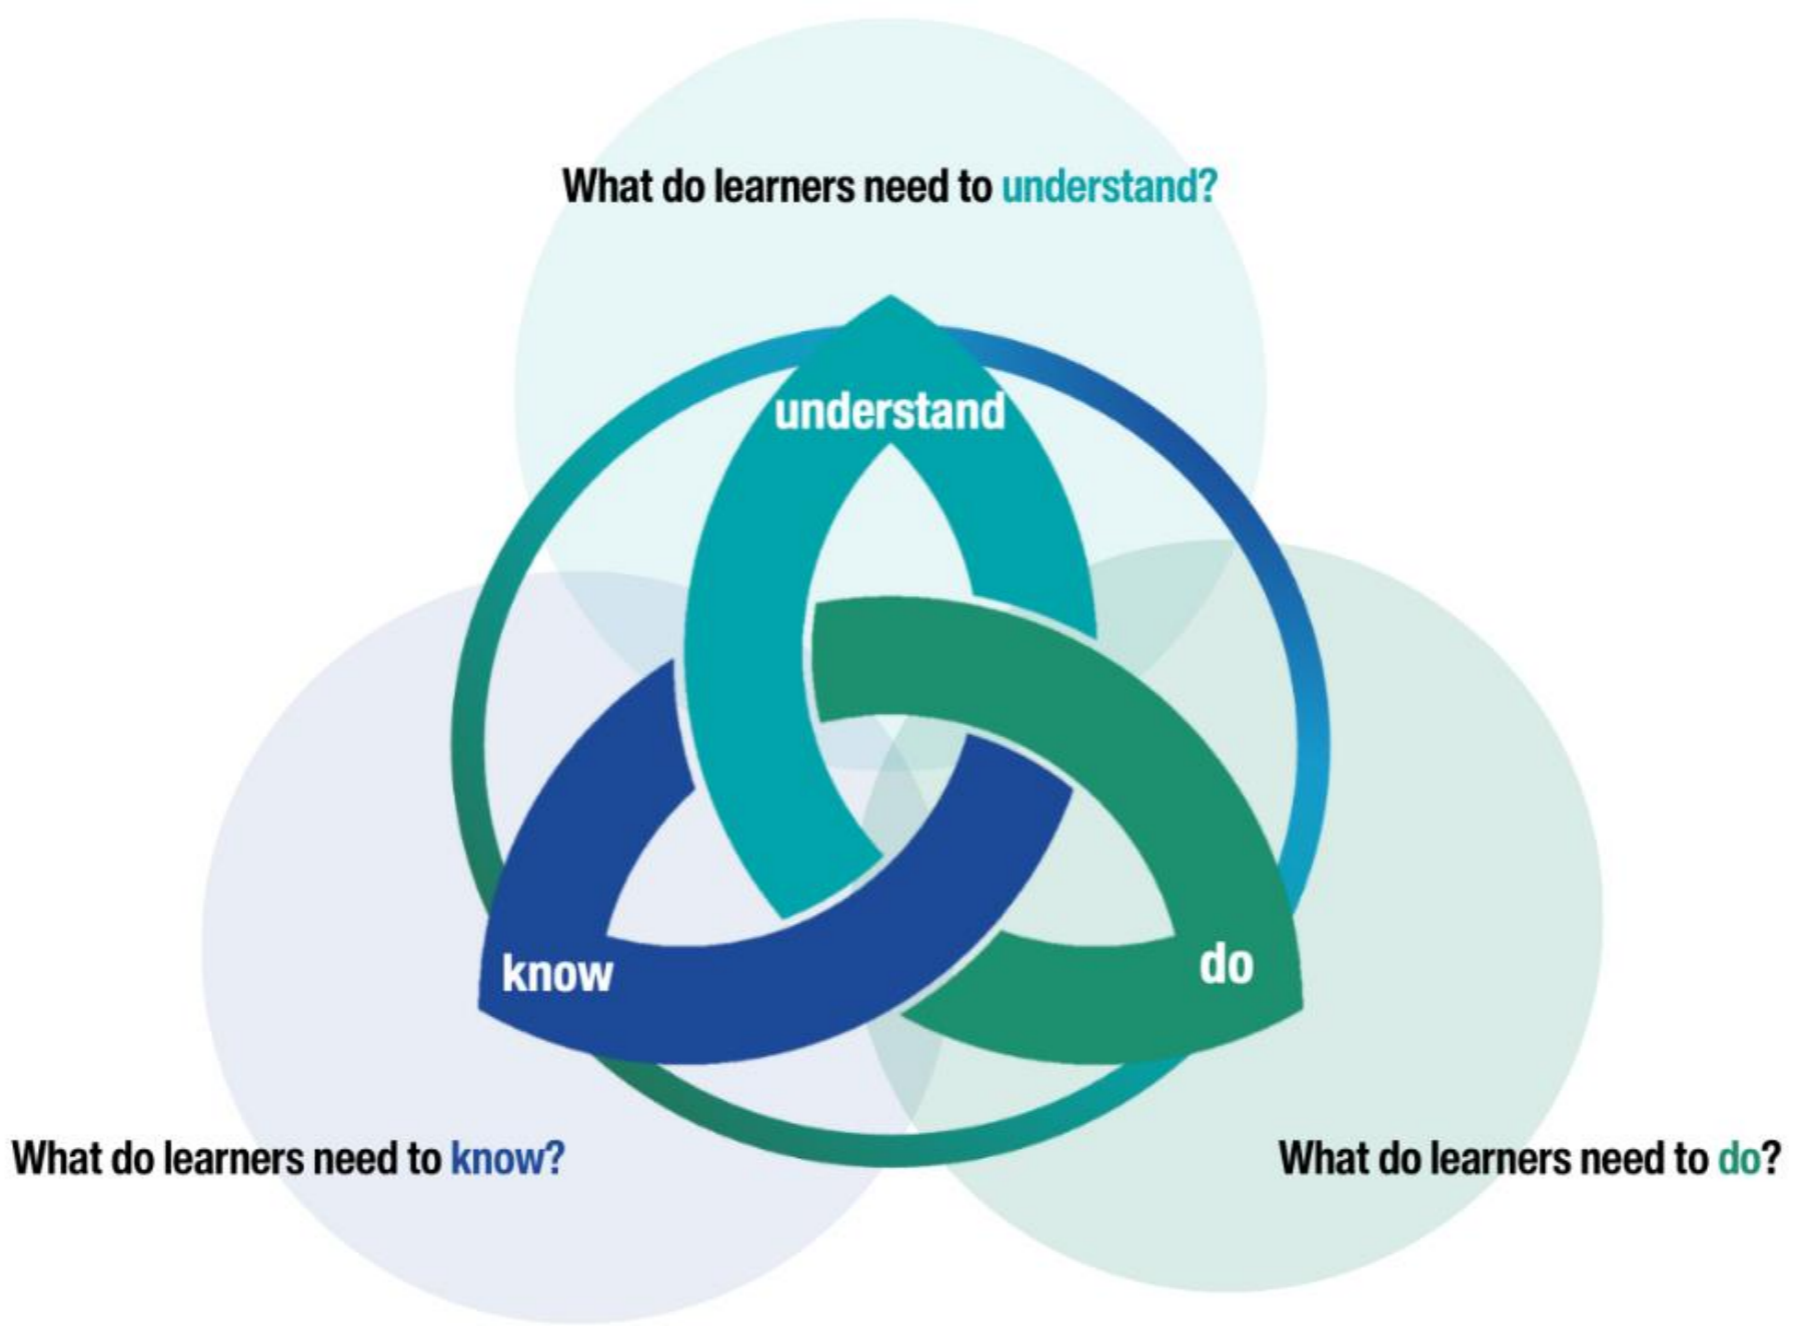 What do learners need to understand?
understand
know
do
What do learners need to know?
What do learners need to do?